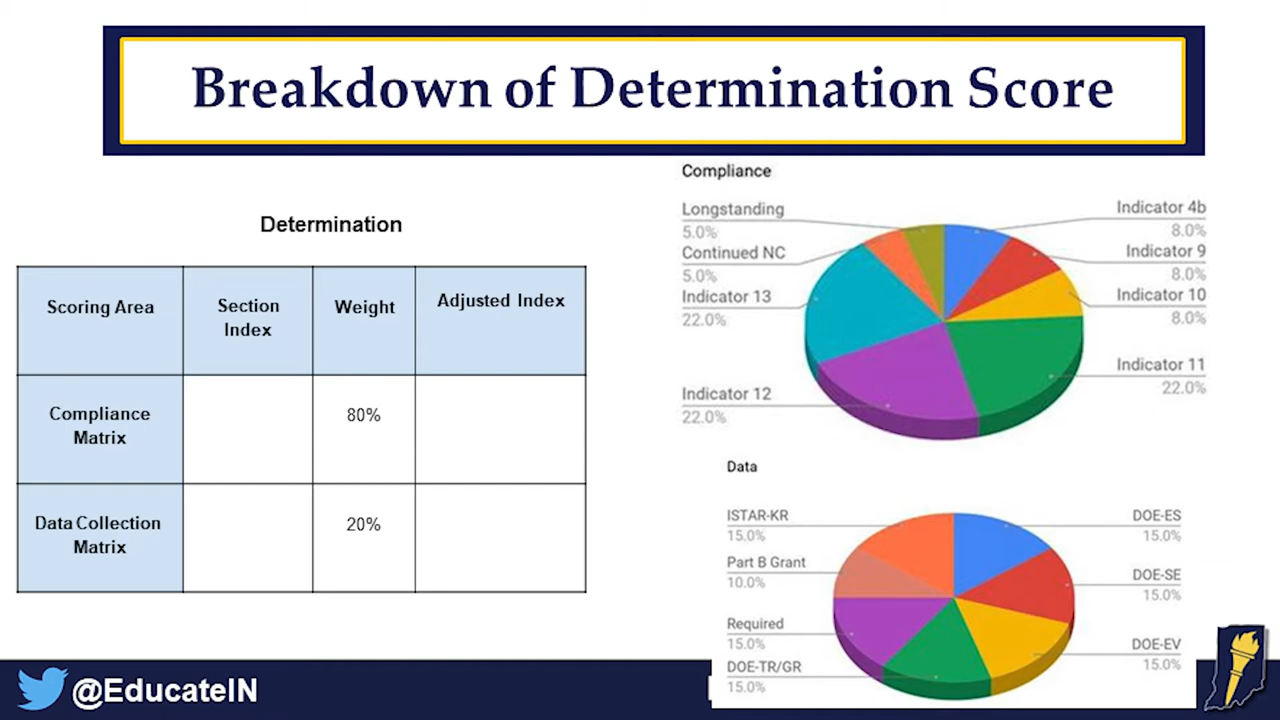 Breakdown of Determination Score
Determination
Scoring Area
Section
Index
Weight
Adjusted Index
Compliance
Matrix
80%
Data Collection
Matrix
20%
Compliance
Longstanding
5.0%
Continued NC
5.0%
Indicator 13
22.0%
Indicator 12
22.0%
Indicator 4b
8.0%
Indicator 9
8.0%
Indicator 10
8.0%
Indicator 11
22.0%
Data
ISTAR-KR
15.0%
Part B Grant
10.0%
Required
15.0%
DOE-TR/GR
15.0%
DOE-ES
15.0%
DOE-SE
15.0%
DOE-EV
15.0%
@EducateIN